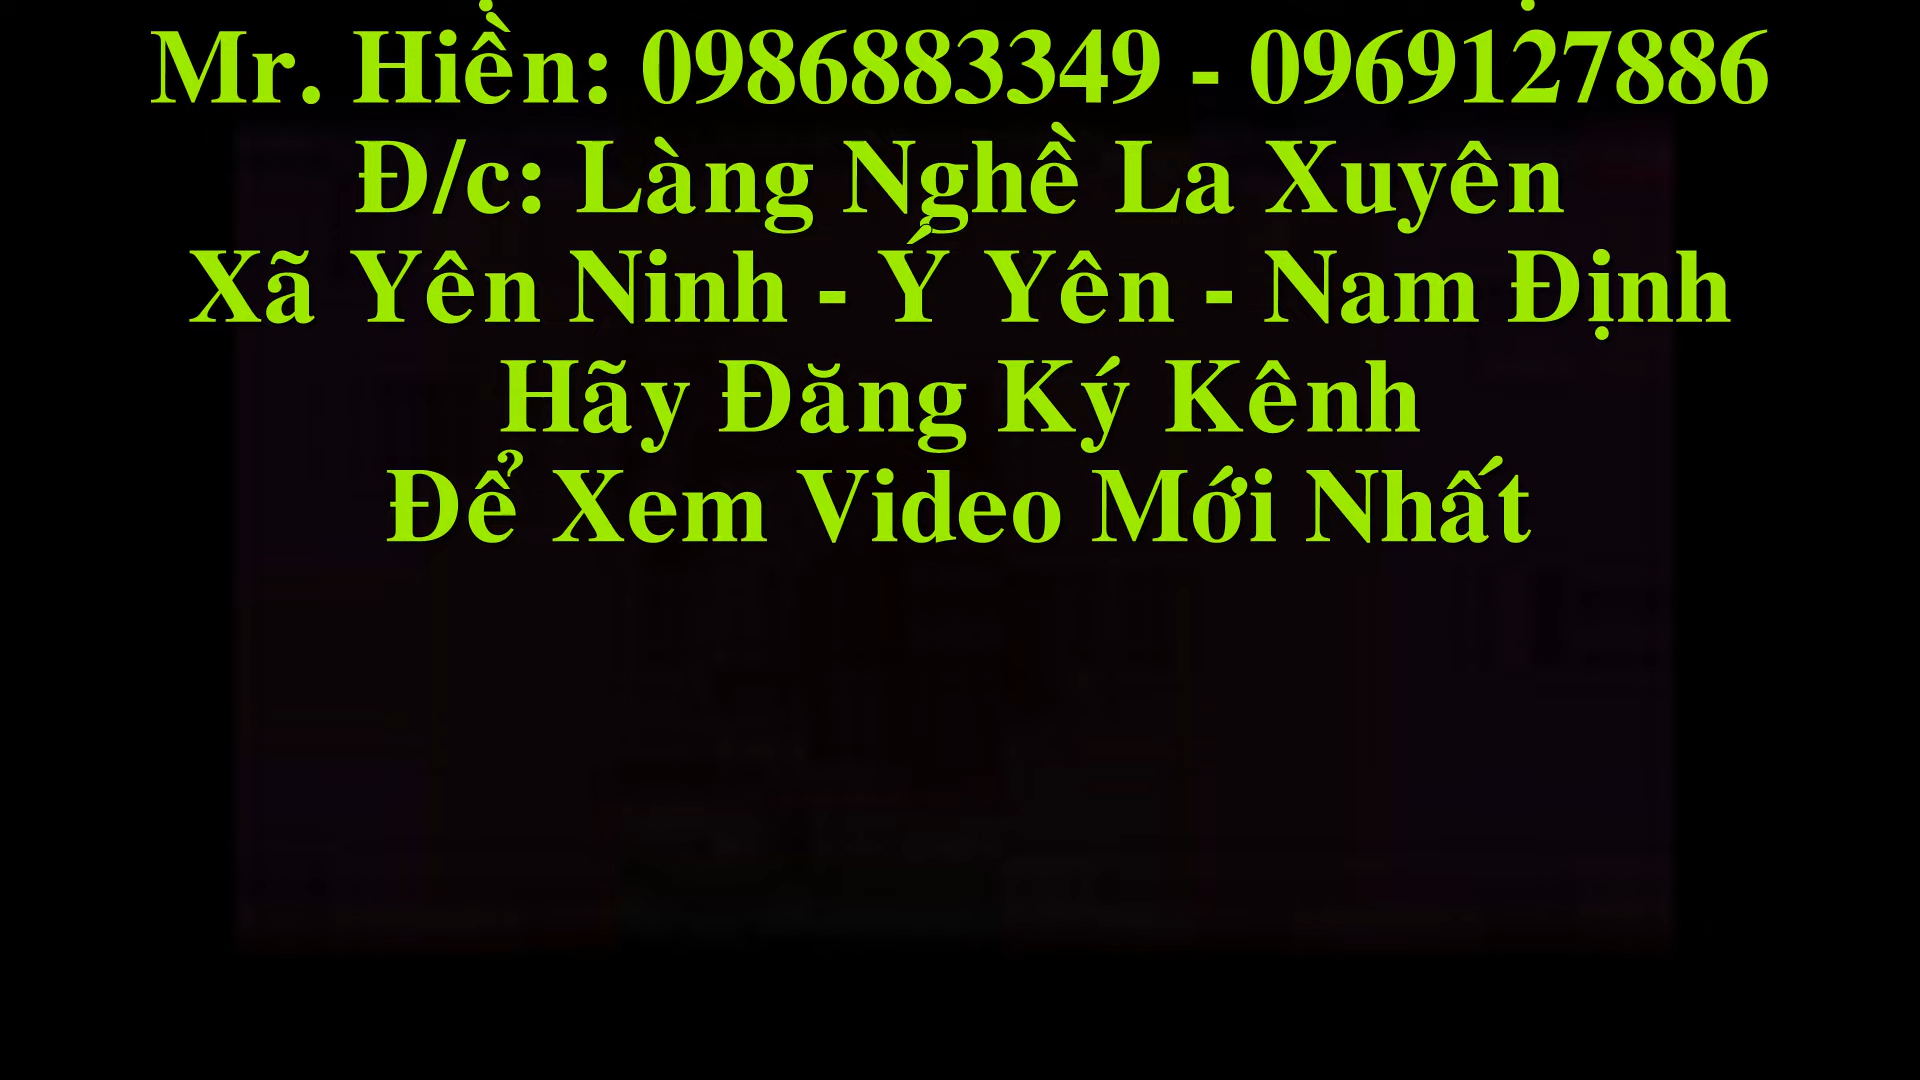 Mr. Hiền: 0986883349 - 0969127886
Đ/c: Làng Nghề La Xuyên
Xã Yên Ninh - Ý Yên - Nam Định
Hãy Đăng Ký Kênh
Để Xem Video Mới Nhất